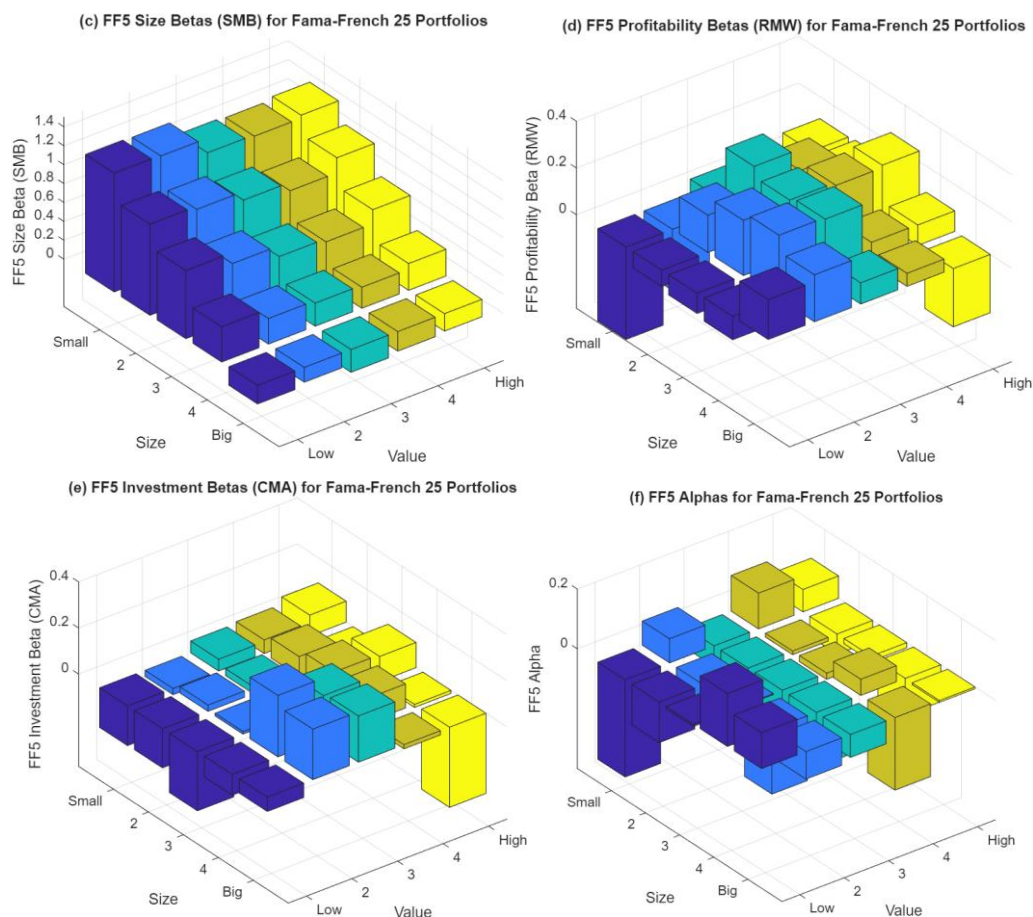 (c) FF5 Size Betas (SMB) for Fama-French 25 Portfolios
FF5 Size Beta (SMB)
1.4
1.2
1
0.8
0.6
0.4
0.2
0
Small
2
3
4
Big
Size
Low
2
3
4
High
Value
(d) FF5 Profitability Betas (RMW) for Fama-French 25 Portfolios
FF5 Profitability Beta (RMW)
0.4
0.2
0
Small
2
3
4
Big
Size
Low
2
3
4
High
Value
(e) FF5 Investment Betas (CMA) for Fama-French 25 Portfolios
FF5 Investment Beta (CMA)
0.4
0.2
0
Small
2
3
4
Big
Size
Low
2
3
4
High
Value
(f) FF5 Alphas for Fama-French 25 Portfolios
FF5 Alpha
0.2
0
Small
2
3
4
Big
Size
Low
2
3
4
High
Value